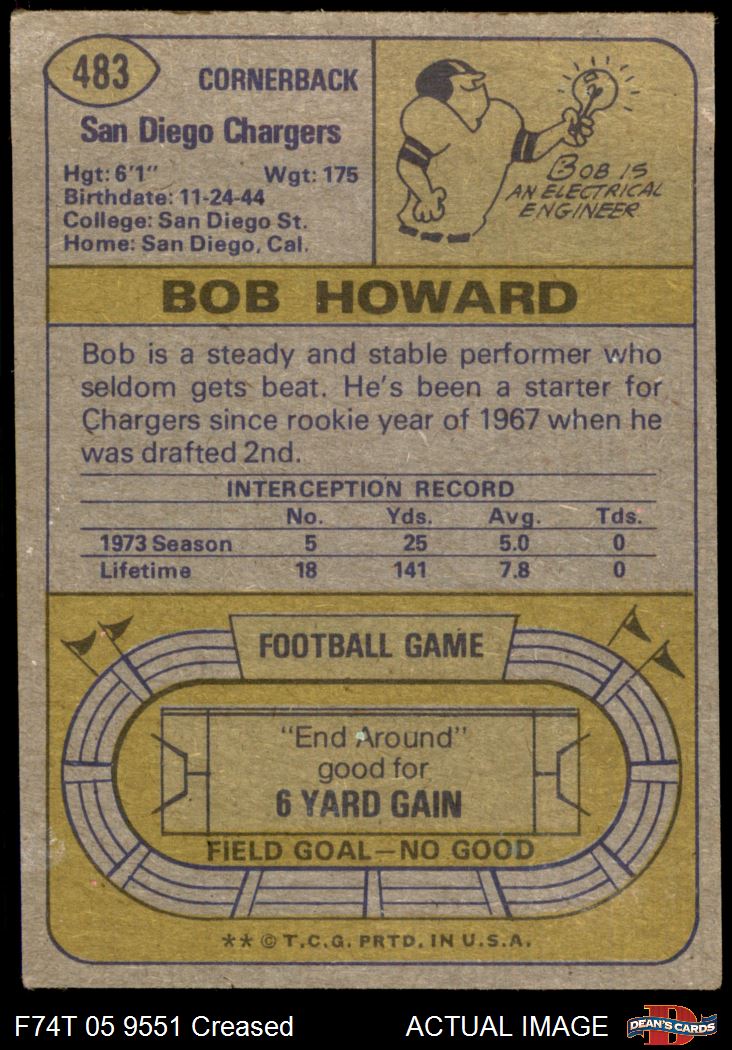 483
CORNERBACK
San Diego Chargers
Hgt: 6'1" Wgt: 175
Birthdate: 11-24-44
College: San Diego St.
Home: San Diego, Cal.
BOB IS
AN ELECTRICAL
ENGINEER
BOB HOWARD
Bob is a steady and stable performer who
seldom gets beat. He's been a starter for
Chargers since rookie year of 1967 when he
was drafted 2nd.
INTERCEPTION RECORD
No. Yds. Avg. Tds.
1973 Season 5 25 5.0 0
Lifetime 18 141 7.8 0
FOOTBALL GAME
"End Around"
good for
6 YARD GAIN
FIELD GOAL—NO GOOD
** © T.C.G. PRTD. IN U.S.A.
F74T 05 9551 Creased ACTUAL IMAGE
D
DEAN'S CARDS